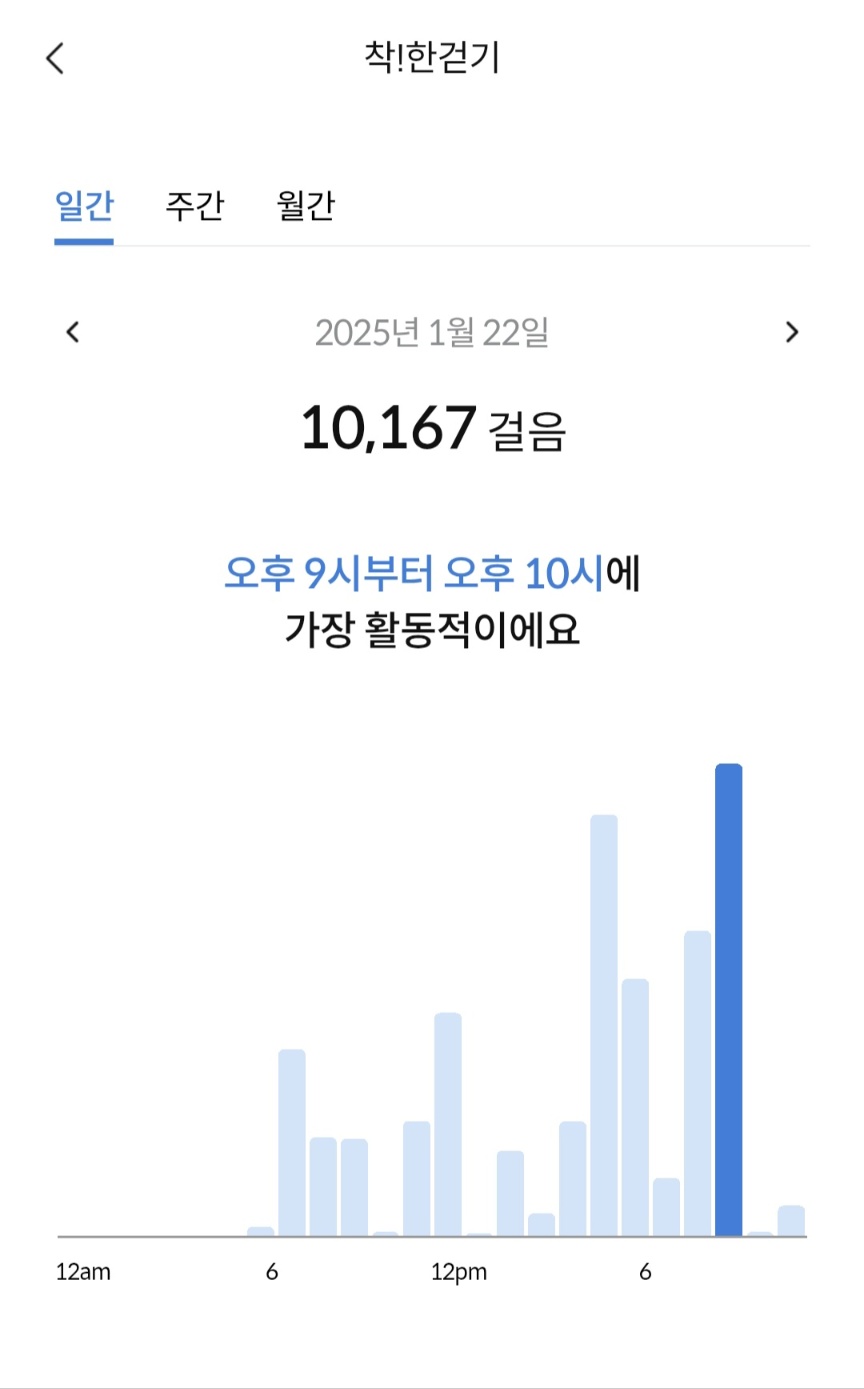 착!한걷기
일간 주간 월간
2025년 1월 22일
10,167 걸음
오후 9시부터 오후 10시에
가장 활동적이에요
12am 6 12pm 6